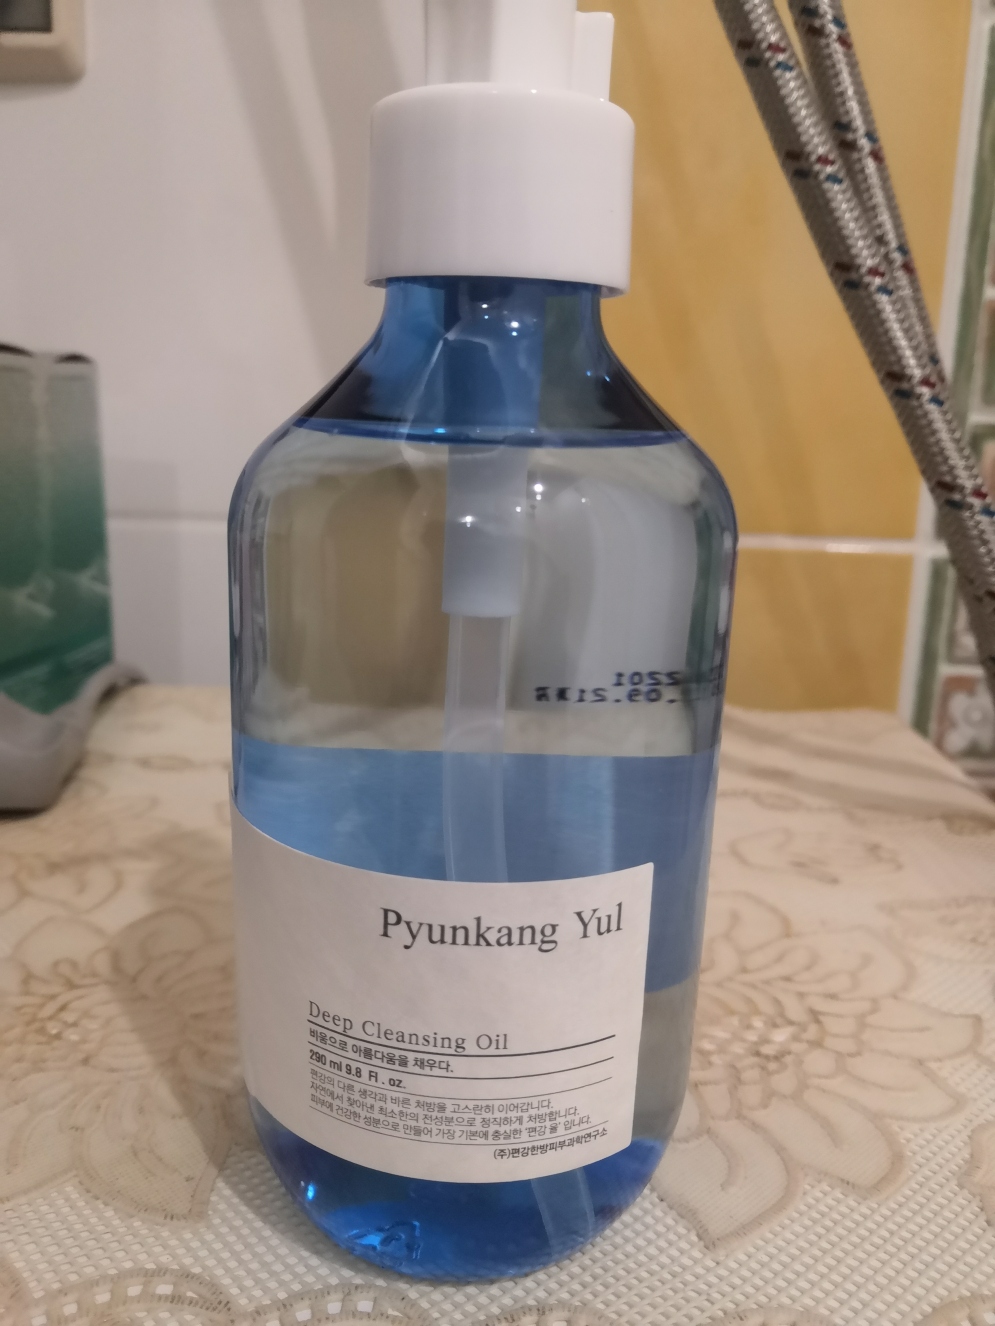 Pyunkang Yul
Deep Cleansing Oil
비움으로 아름다움을 채우다.
290 ml 9.8 Fl . oz.
편강의 다른 생각과 바른 처방을 고스란히 이어갑니다.
자연에서 찾아낸 최소한의 전성분으로 정직하게 처방합니다.
피부에 건강한 성분으로 만들어 가장 기본에 충실한 '편강 율' 입니다.
(주)편강한방피부과학연구소